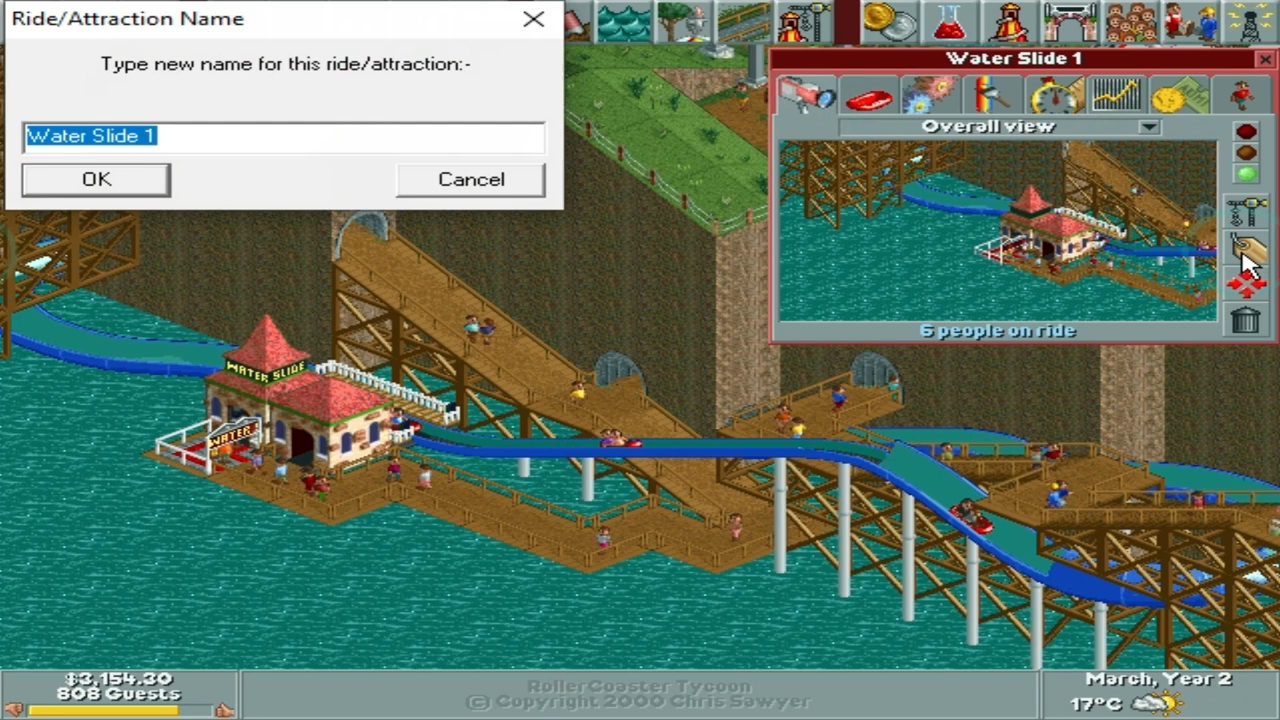 Ride/Attraction Name
Type new name for this ride/attraction:-
Water Slide 1
OK
Cancel
Water Slide 1
Overall view
6 people on ride
WATER SLIDE
WATER
$3,154.30
808 Guests
RollerCoaster Tycoon
© Copyright 2000 Chris Sawyer
March, Year 2
17°C